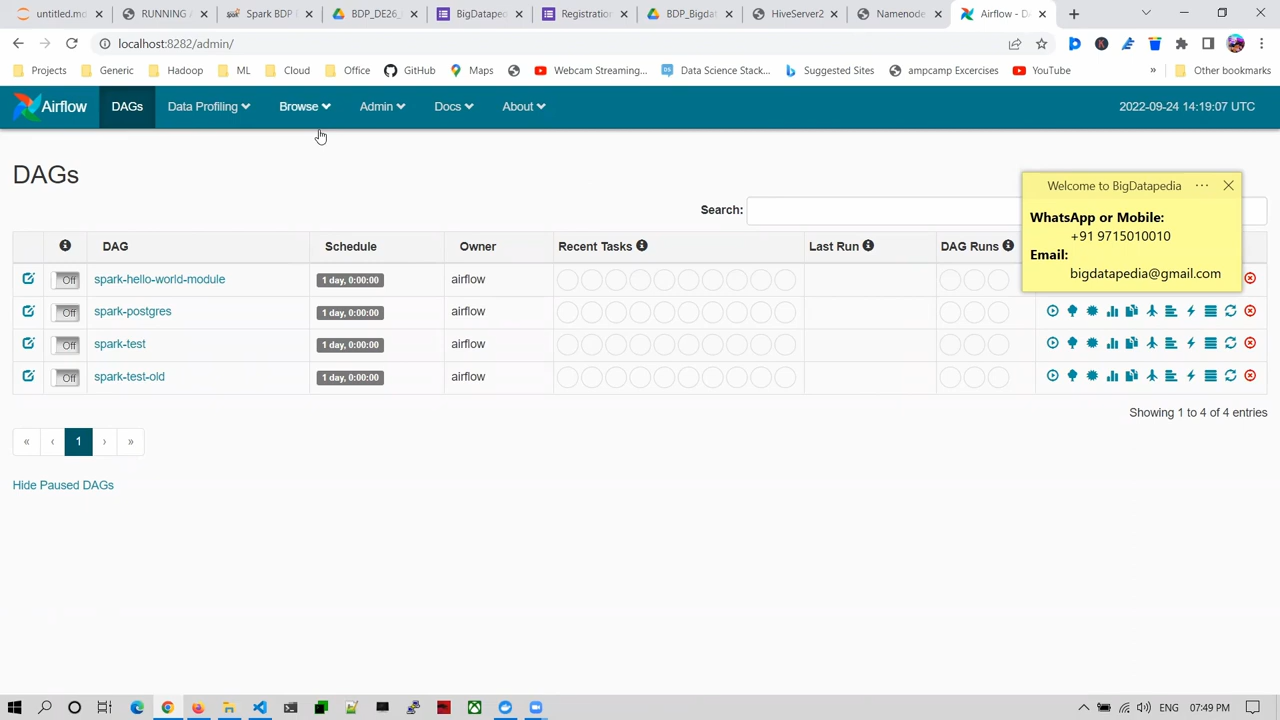 untitled.mo
RUNNING A
Spark BDP E
BDP_DE26_
BigDatapedi
Registration
BDP_Bigdat
HiveServer2
Namenode
Airflow - D
localhost:8282/admin/
Projects
Generic
Hadoop
ML
Cloud
Office
GitHub
Maps
Webcam Streaming...
Data Science Stack...
Suggested Sites
ampcamp Excercises
YouTube
»
Other bookmarks
Airflow
DAGs
Data Profiling
Browse
Admin
Docs
About
2022-09-24 14:19:07 UTC
DAGs
Search:
Welcome to BigDatapedia
WhatsApp or Mobile:
+91 9715010010
Email:
bigdatapedia@gmail.com
DAG Schedule Owner Recent Tasks Last Run DAG Runs
Off spark-hello-world-module 1 day, 0:00:00 airflow
Off spark-postgres 1 day, 0:00:00 airflow
Off spark-test 1 day, 0:00:00 airflow
Off spark-test-old 1 day, 0:00:00 airflow
Showing 1 to 4 of 4 entries
« ‹ 1 › »
Hide Paused DAGs
ENG 07:49 PM